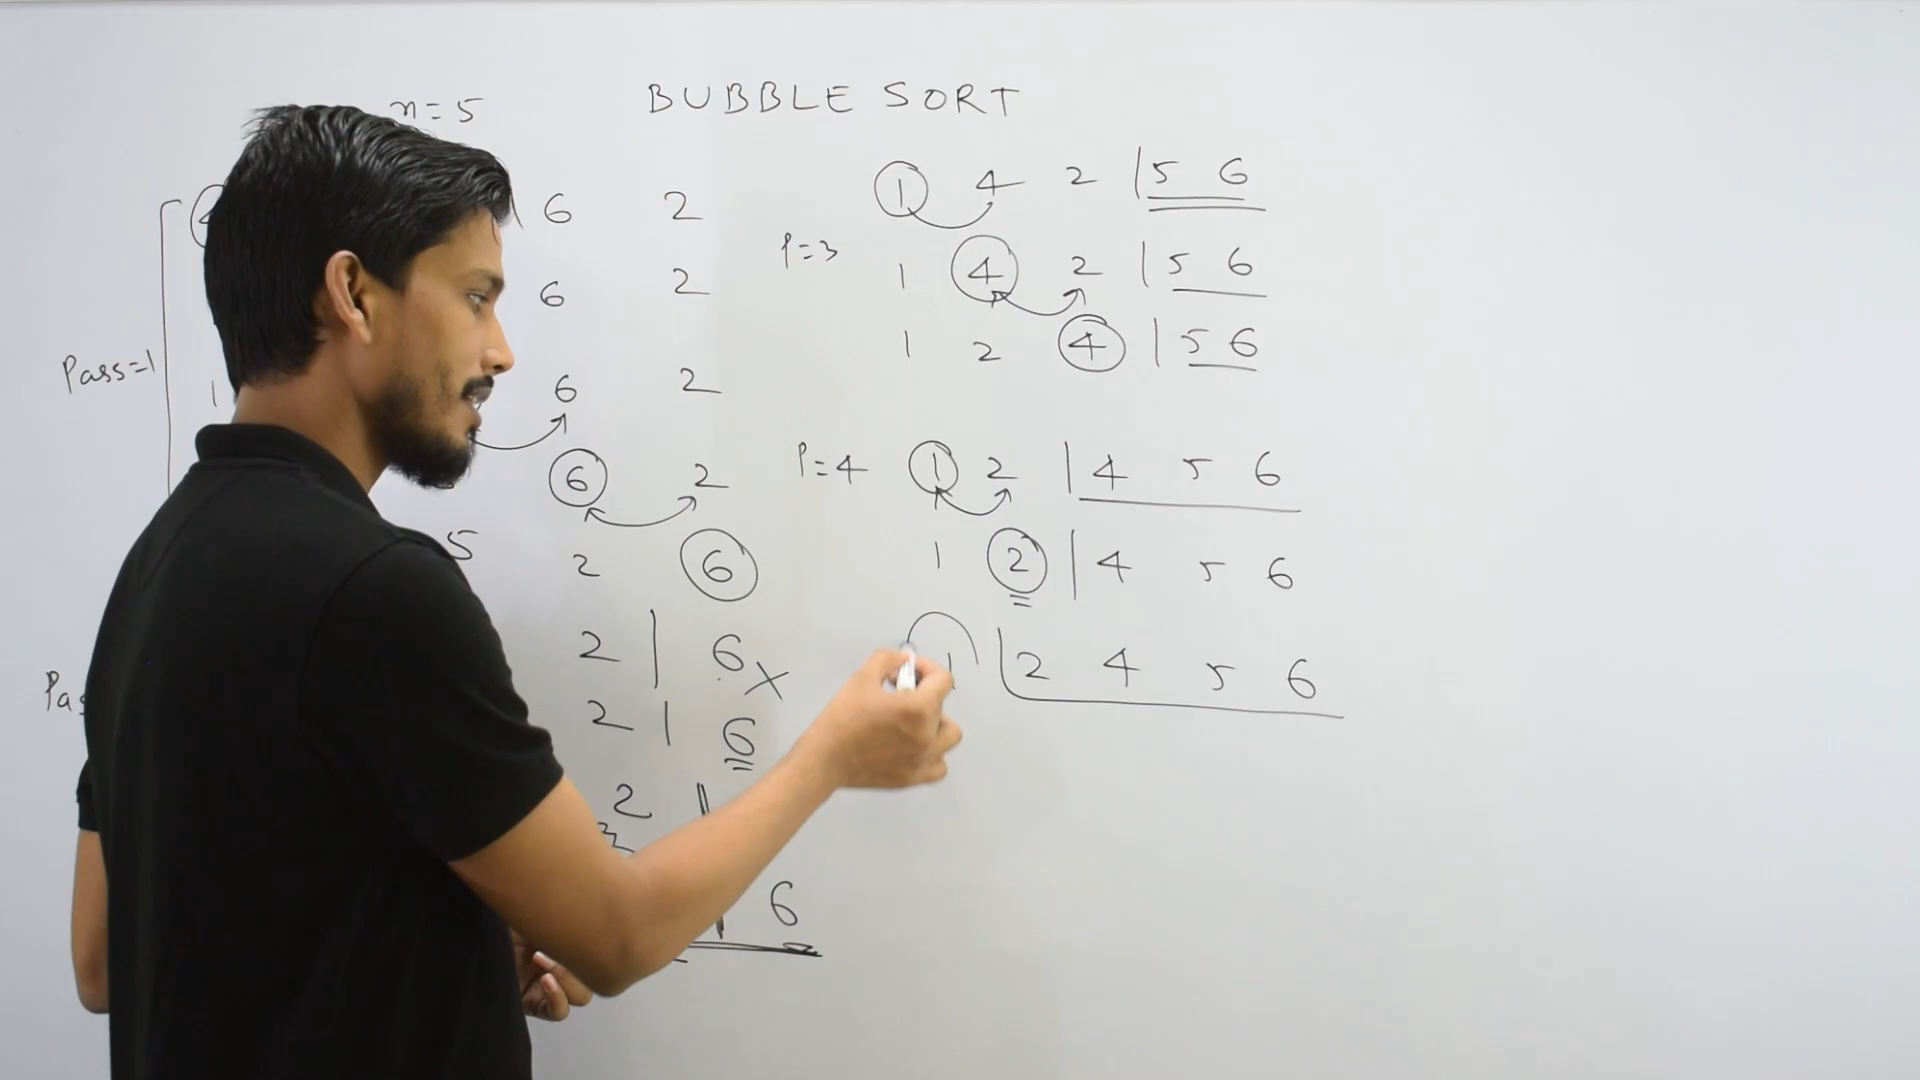 n=5
BUBBLE SORT
6 2
6 2
Pass=1
1 6 2
6 2
5 2 6
2 | 6 x
2 | 6
2 |
6
1 4 2 | 5 6
P=3
1 4 2 | 5 6
1 2 4 | 5 6
P=4 1 2 | 4 5 6
1 2 | 4 5 6
1 | 2 4 5 6